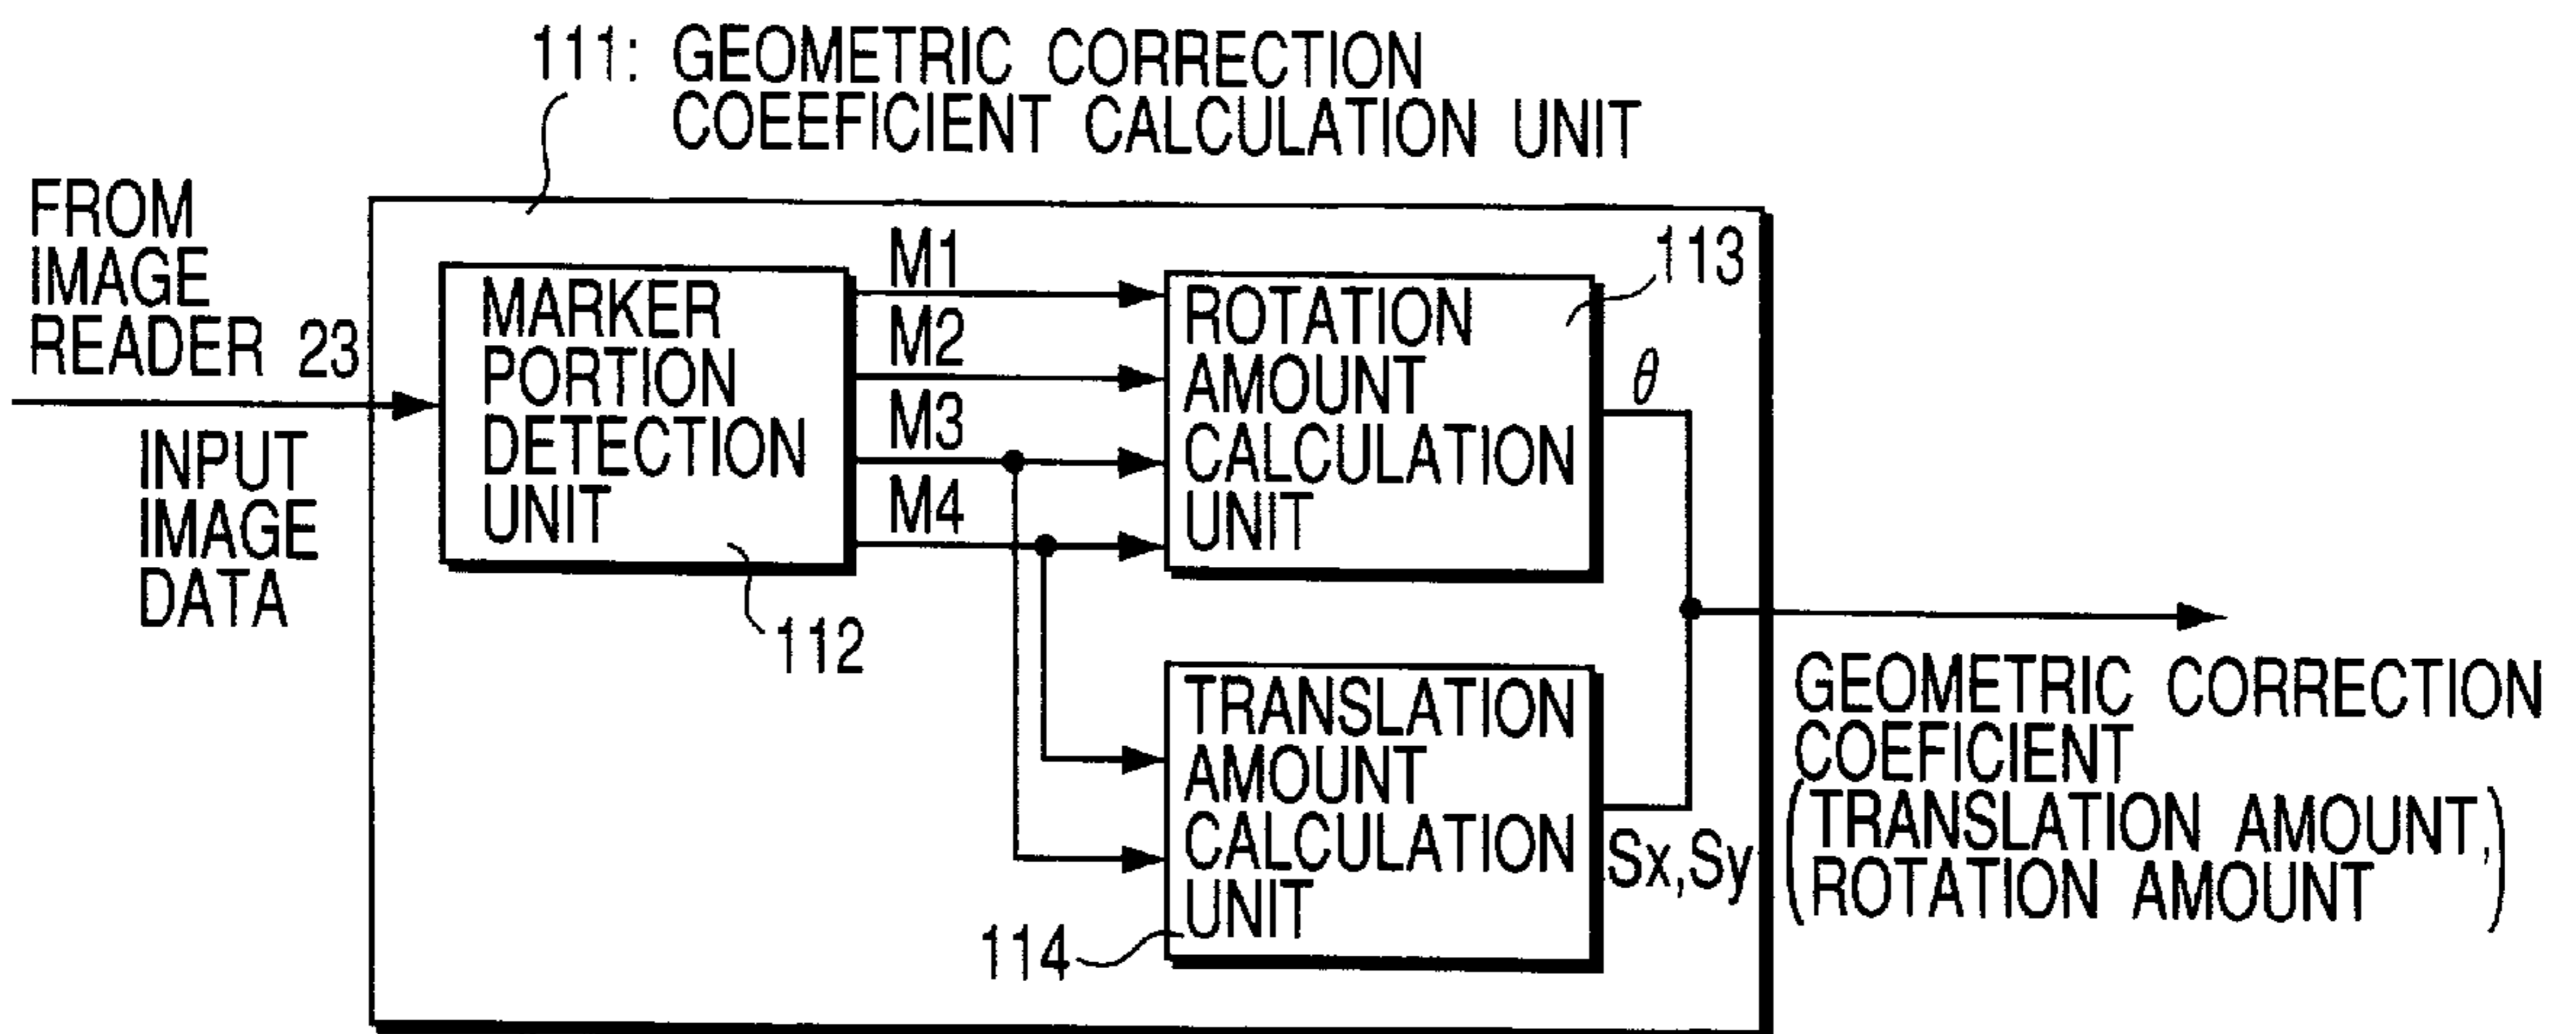 111: GEOMETRIC CORRECTION
COEEFICIENT CALCULATION UNIT
FROM
IMAGE
READER 23
INPUT
IMAGE
DATA
MARKER
PORTION
DETECTION
UNIT
112
M1
M2
M3
M4
ROTATION
AMOUNT
CALCULATION
UNIT
113
θ
TRANSLATION
AMOUNT
CALCULATION
UNIT
114
Sx,Sy
GEOMETRIC CORRECTION
COEFICIENT
(TRANSLATION AMOUNT,
ROTATION AMOUNT)